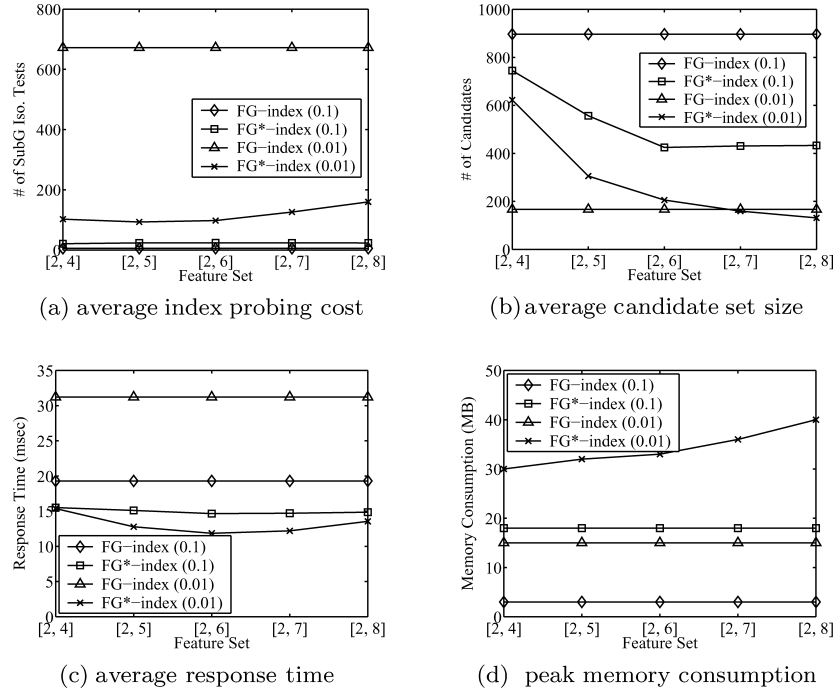 800
600
400
200
0
# of SubG Iso. Tests
FG−index (0.1)
FG*−index (0.1)
FG−index (0.01)
FG*−index (0.01)
[2, 4] [2, 5] [2, 6] [2, 7] [2, 8]
Feature Set
(a) average index probing cost
1000
800
600
400
200
0
# of Candidates
FG−index (0.1)
FG*−index (0.1)
FG−index (0.01)
FG*−index (0.01)
[2, 4] [2, 5] [2, 6] [2, 7] [2, 8]
Feature Set
(b) average candidate set size
35
30
25
20
15
10
5
0
Response Time (msec)
FG−index (0.1)
FG*−index (0.1)
FG−index (0.01)
FG*−index (0.01)
[2, 4] [2, 5] [2, 6] [2, 7] [2, 8]
Feature Set
(c) average response time
50
40
30
20
10
0
Memory Consumption (MB)
FG−index (0.1)
FG*−index (0.1)
FG−index (0.01)
FG*−index (0.01)
[2, 4] [2, 5] [2, 6] [2, 7] [2, 8]
Feature Set
(d) peak memory consumption